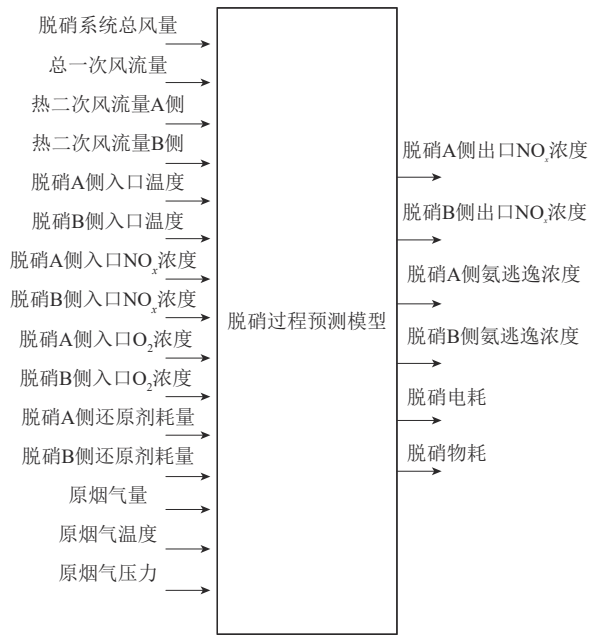 脱硝系统总风量
总一次风流量
热二次风流量A侧
热二次风流量B侧
脱硝A侧入口温度
脱硝B侧入口温度
脱硝A侧入口NOₓ浓度
脱硝B侧入口NOₓ浓度
脱硝A侧入口O₂浓度
脱硝B侧入口O₂浓度
脱硝A侧还原剂耗量
脱硝B侧还原剂耗量
原烟气量
原烟气温度
原烟气压力
脱硝过程预测模型
脱硝A侧出口NOₓ浓度
脱硝B侧出口NOₓ浓度
脱硝A侧氨逃逸浓度
脱硝B侧氨逃逸浓度
脱硝电耗
脱硝物耗